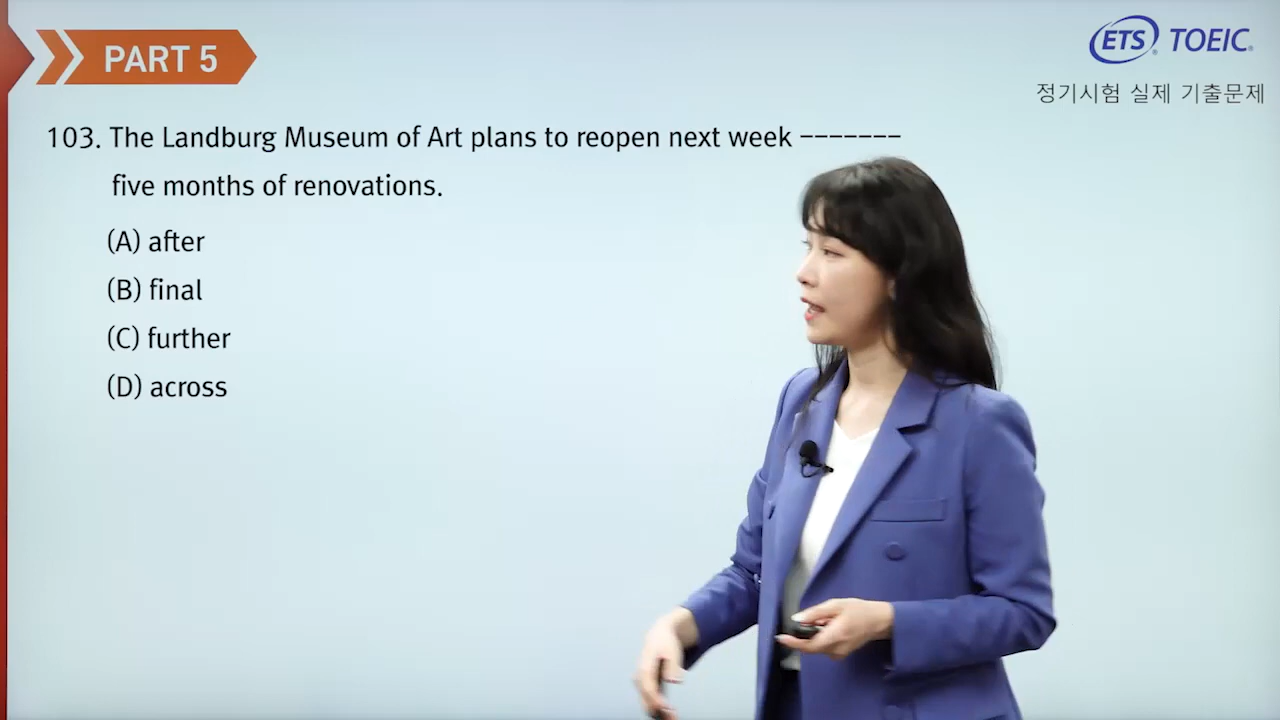 PART 5
ETS TOEIC
정기시험 실제 기출문제
103. The Landburg Museum of Art plans to reopen next week -------
five months of renovations.
(A) after
(B) final
(C) further
(D) across